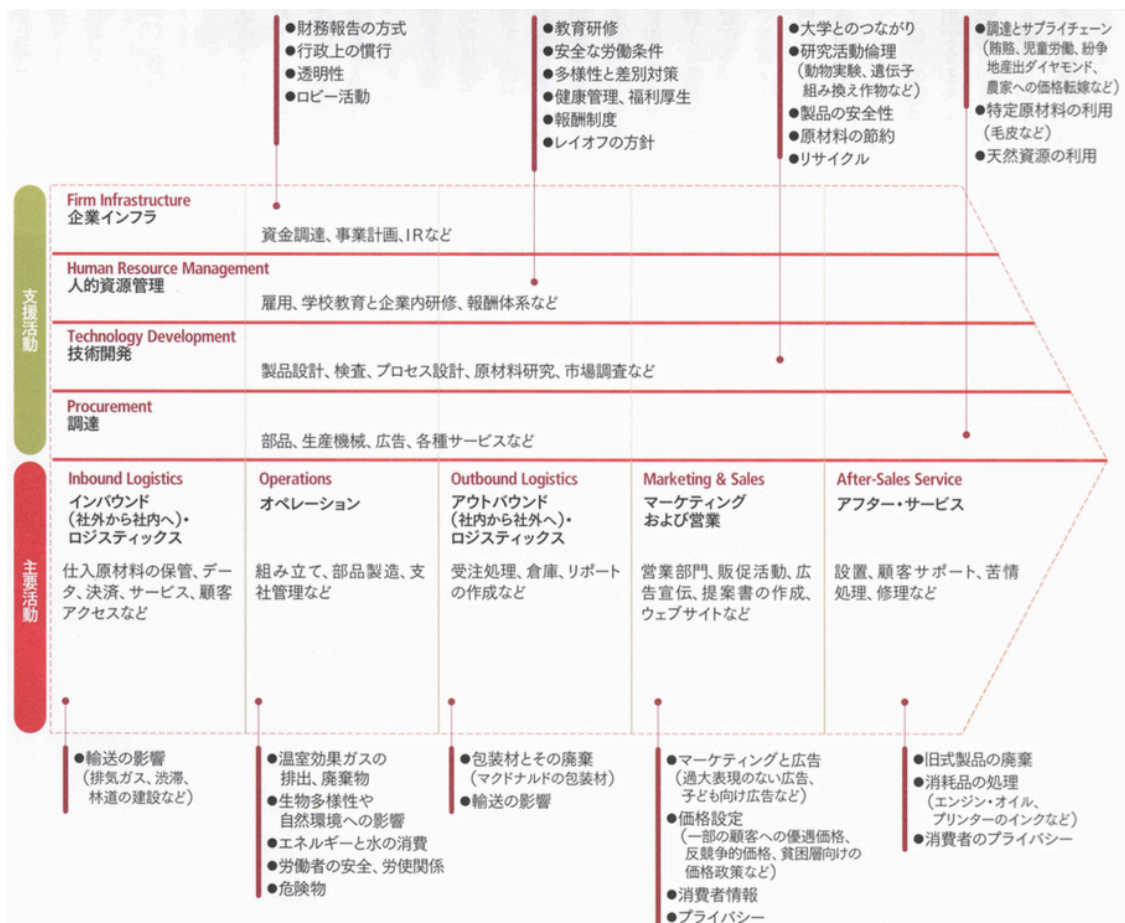 ●財務報告の方式
●行政上の慣行
●透明性
●ロビー活動
●教育研修
●安全な労働条件
●多様性と差別対策
●健康管理、福利厚生
●報酬制度
●レイオフの方針
●大学とのつながり
●研究活動倫理
(動物実験、遺伝子
組み換え作物など)
●製品の安全性
●原材料の節約
●リサイクル
●調達とサプライチェーン
(賄賂、児童労働、紛争
地産出ダイヤモンド、
農家への価格転嫁など)
●特定原材料の利用
(毛皮など)
●天然資源の利用
支援活動
Firm Infrastructure
企業インフラ
資金調達、事業計画、IRなど
Human Resource Management
人的資源管理
雇用、学校教育と企業内研修、報酬体系など
Technology Development
技術開発
製品設計、検査、プロセス設計、原材料研究、市場調査など
Procurement
調達
部品、生産機械、広告、各種サービスなど
主要活動
Inbound Logistics
インバウンド
(社外から社内へ)・
ロジスティックス
仕入原材料の保管、デー
タ、決済、サービス、顧客
アクセスなど
Operations
オペレーション
組み立て、部品製造、支
社管理など
Outbound Logistics
アウトバウンド
(社内から社外へ)・
ロジスティックス
受注処理、倉庫、リポート
の作成など
Marketing & Sales
マーケティング
および営業
営業部門、販促活動、広
告宣伝、提案書の作成、
ウェブサイトなど
After-Sales Service
アフター・サービス
設置、顧客サポート、苦情
処理、修理など
●輸送の影響
(排気ガス、渋滞、
林道の建設など)
●温室効果ガスの
排出、廃棄物
●生物多様性や
自然環境への影響
●エネルギーと水の消費
●労働者の安全、労使関係
●危険物
●包装材とその廃棄
(マクドナルドの包装材)
●輸送の影響
●マーケティングと広告
(過大表現のない広告、
子ども向け広告など)
●価格設定
(一部の顧客への優遇価格、
反競争的価格、貧困層向けの
価格政策など)
●消費者情報
●プライバシー
●旧式製品の廃棄
●消耗品の処理
(エンジン・オイル、
プリンターのインクなど)
●消費者のプライバシー